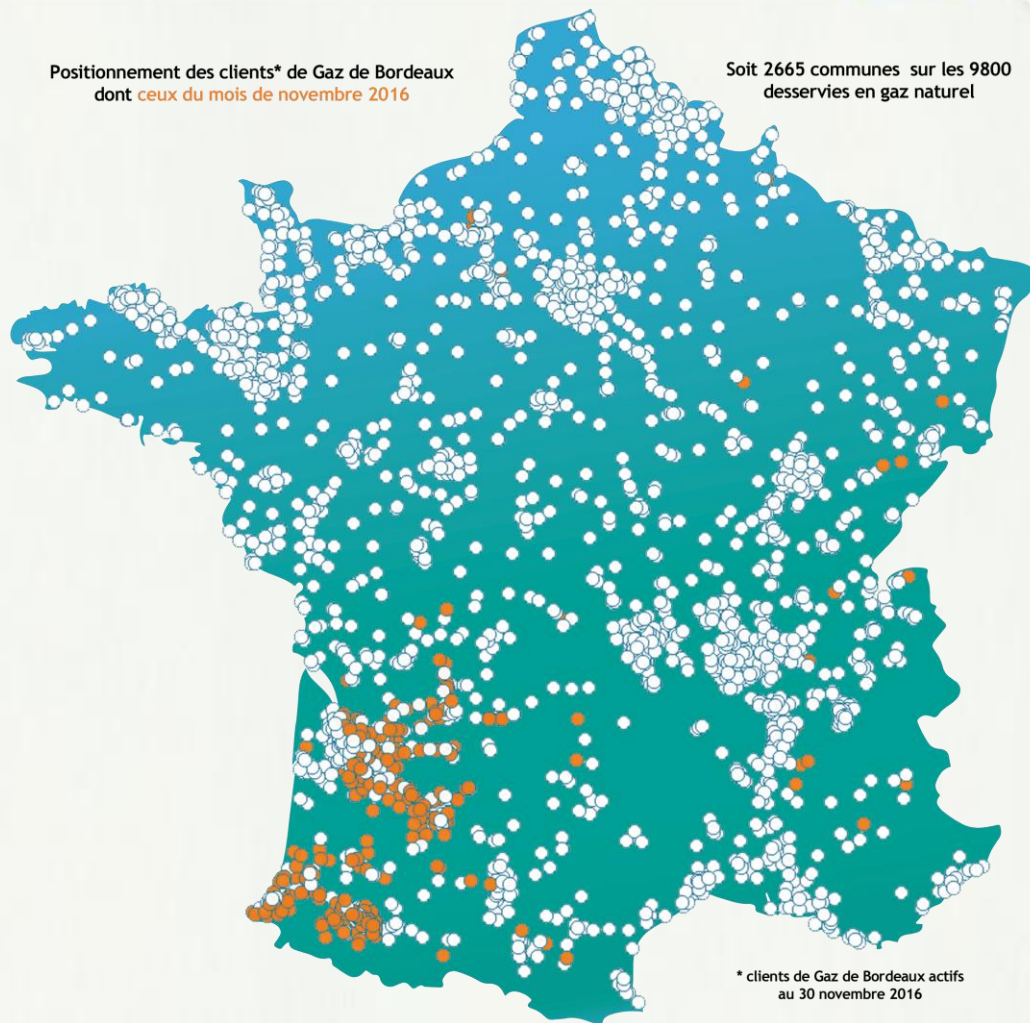 Positionnement des clients* de Gaz de Bordeaux
dont ceux du mois de novembre 2016
Soit 2665 communes sur les 9800
desservies en gaz naturel
* clients de Gaz de Bordeaux actifs
au 30 novembre 2016